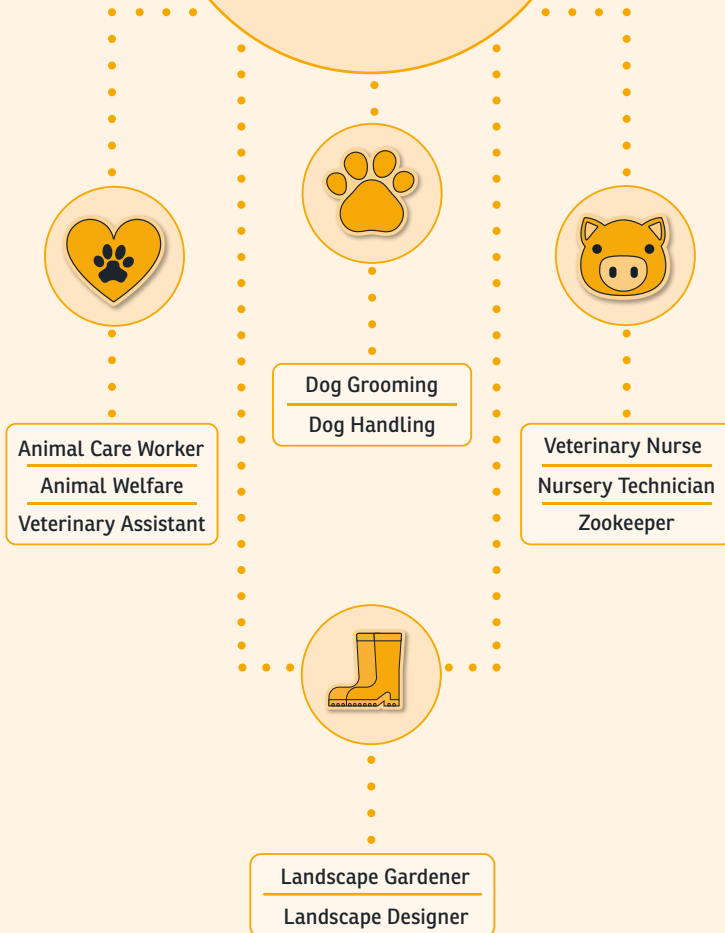 Dog Grooming
Dog Handling
Animal Care Worker
Animal Welfare
Veterinary Assistant
Veterinary Nurse
Nursery Technician
Zookeeper
Landscape Gardener
Landscape Designer